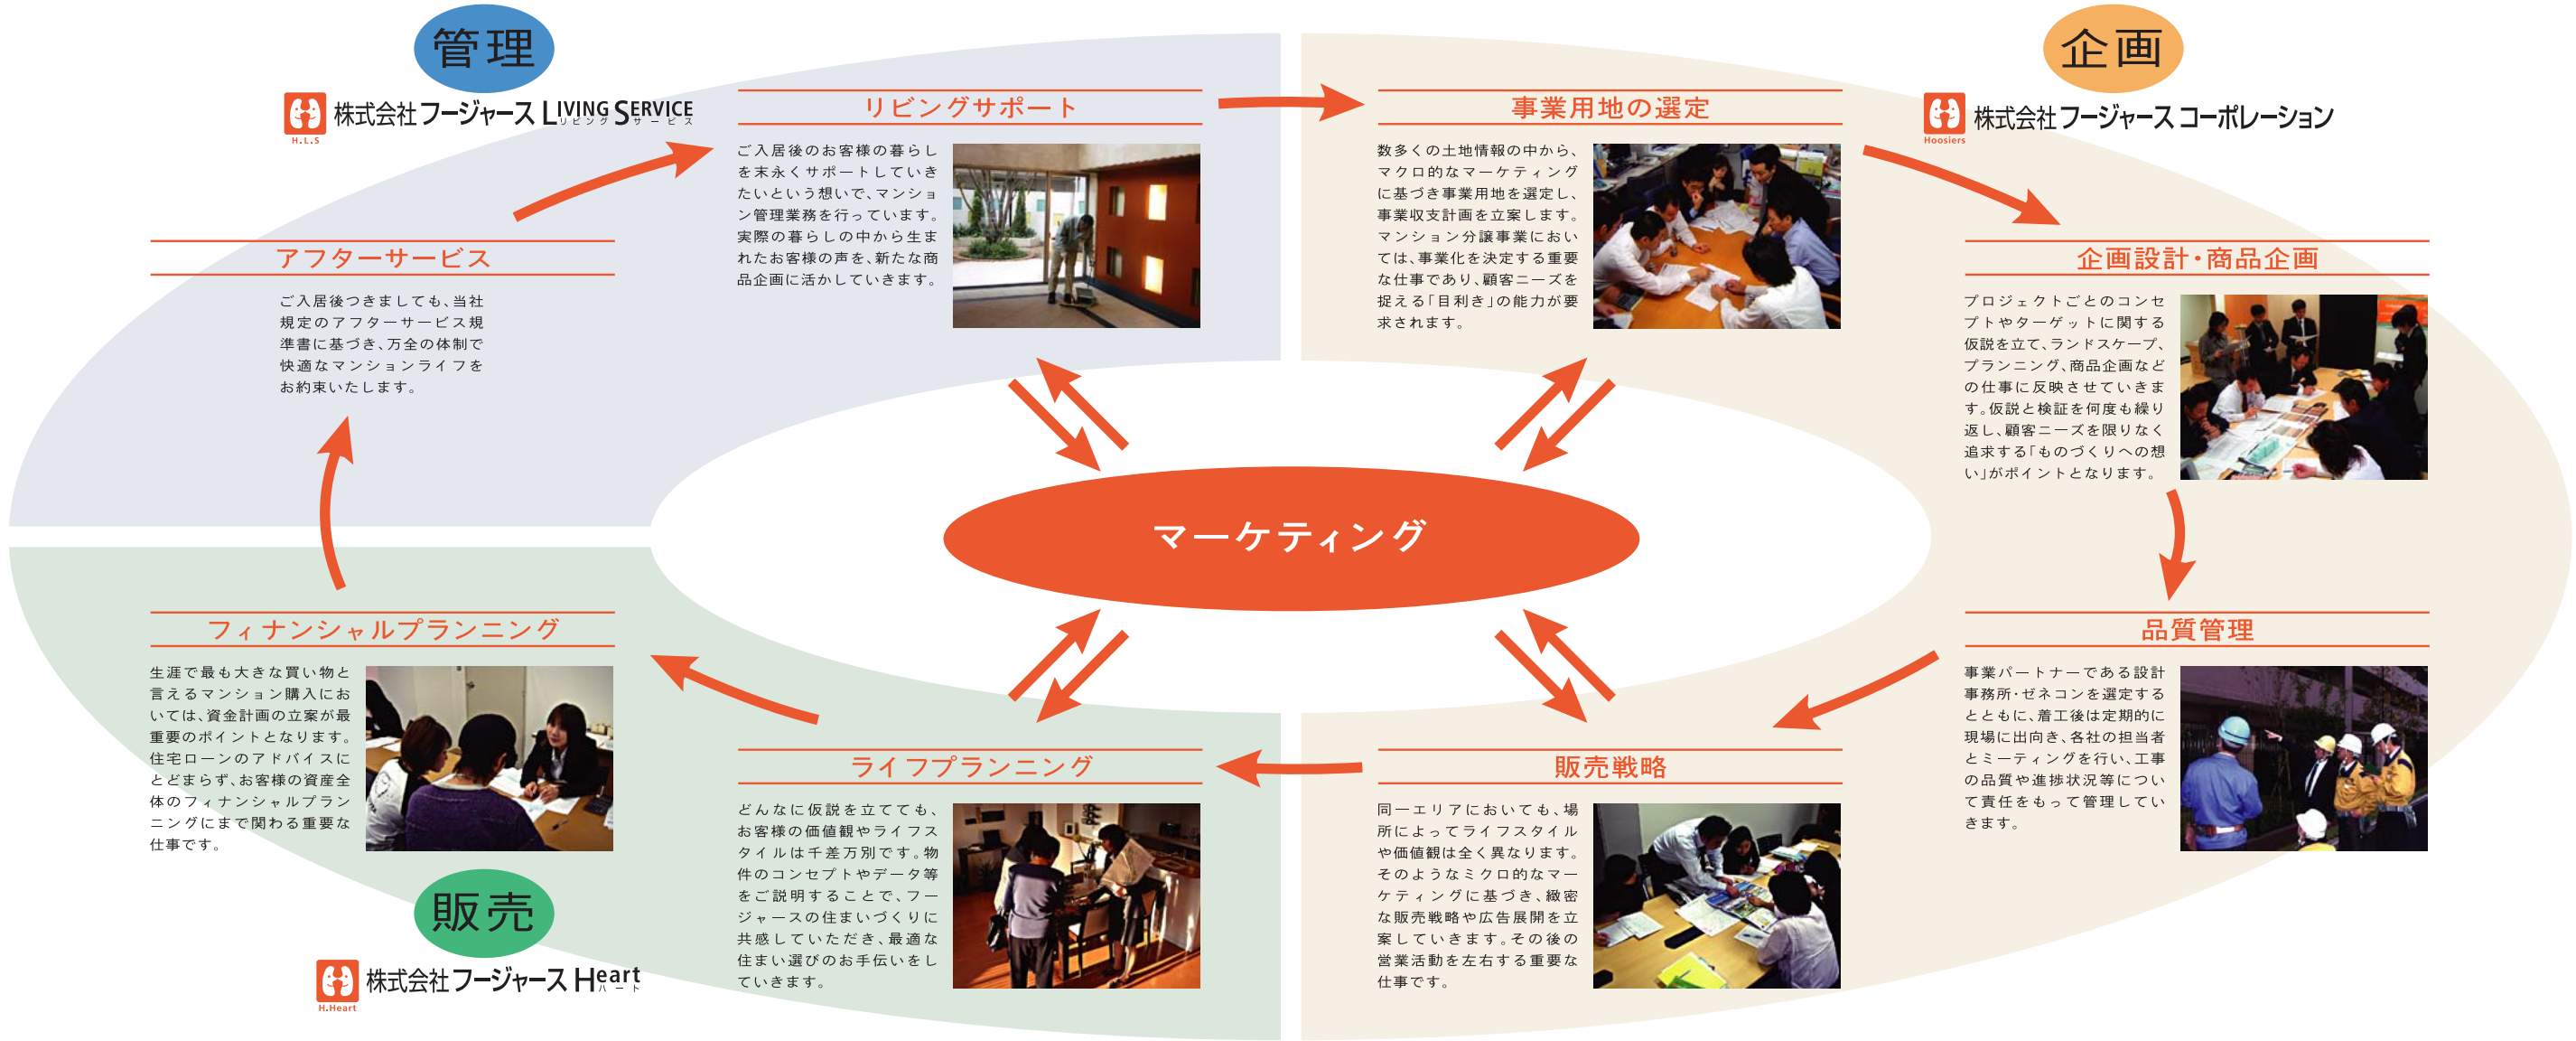 管理
株式会社フージャース LIVING SERVICE
リビング サービス
H.L.S
企画
株式会社フージャース コーポレーション
Hoosiers
リビングサポート
ご入居後のお客様の暮らし
を末永くサポートしていき
たいという想いで、マンショ
ン管理業務を行っています。
実際の暮らしの中から生ま
れたお客様の声を、新たな商
品企画に活かしていきます。
事業用地の選定
数多くの土地情報の中から、
マクロ的なマーケティング
に基づき事業用地を選定し、
事業収支計画を立案します。
マンション分譲事業におい
ては、事業化を決定する重要
な仕事であり、顧客ニーズを
捉える「目利き」の能力が要
求されます。
アフターサービス
ご入居後つきましても、当社
規定のアフターサービス規
準書に基づき、万全の体制で
快適なマンションライフを
お約束いたします。
企画設計・商品企画
プロジェクトごとのコンセ
プトやターゲットに関する
仮説を立て、ランドスケープ、
プランニング、商品企画など
の仕事に反映させていきま
す。仮説と検証を何度も繰り
返し、顧客ニーズを限りなく
追求する「ものづくりへの想
い」がポイントとなります。
マーケティング
フィナンシャルプランニング
生涯で最も大きな買い物と
言えるマンション購入にお
いては、資金計画の立案が最
重要のポイントとなります。
住宅ローンのアドバイスに
とどまらず、お客様の資産全
体のフィナンシャルプラン
ニングにまで関わる重要な
仕事です。
品質管理
事業パートナーである設計
事務所・ゼネコンを選定する
とともに、着工後は定期的に
現場に出向き、各社の担当者
とミーティングを行い、工事
の品質や進捗状況等につい
て責任をもって管理してい
きます。
ライフプランニング
どんなに仮説を立てても、
お客様の価値観やライフス
タイルは千差万別です。物
件のコンセプトやデータ等
をご説明することで、フー
ジャースの住まいづくりに
共感していただき、最適な
住まい選びのお手伝いをし
ていきます。
販売戦略
同一エリアにおいても、場
所によってライフスタイル
や価値観は全く異なります。
そのようなミクロ的なマー
ケティングに基づき、緻密
な販売戦略や広告展開を立
案していきます。その後の
営業活動を左右する重要な
仕事です。
販売
株式会社フージャース Heart
ハート
H.Heart